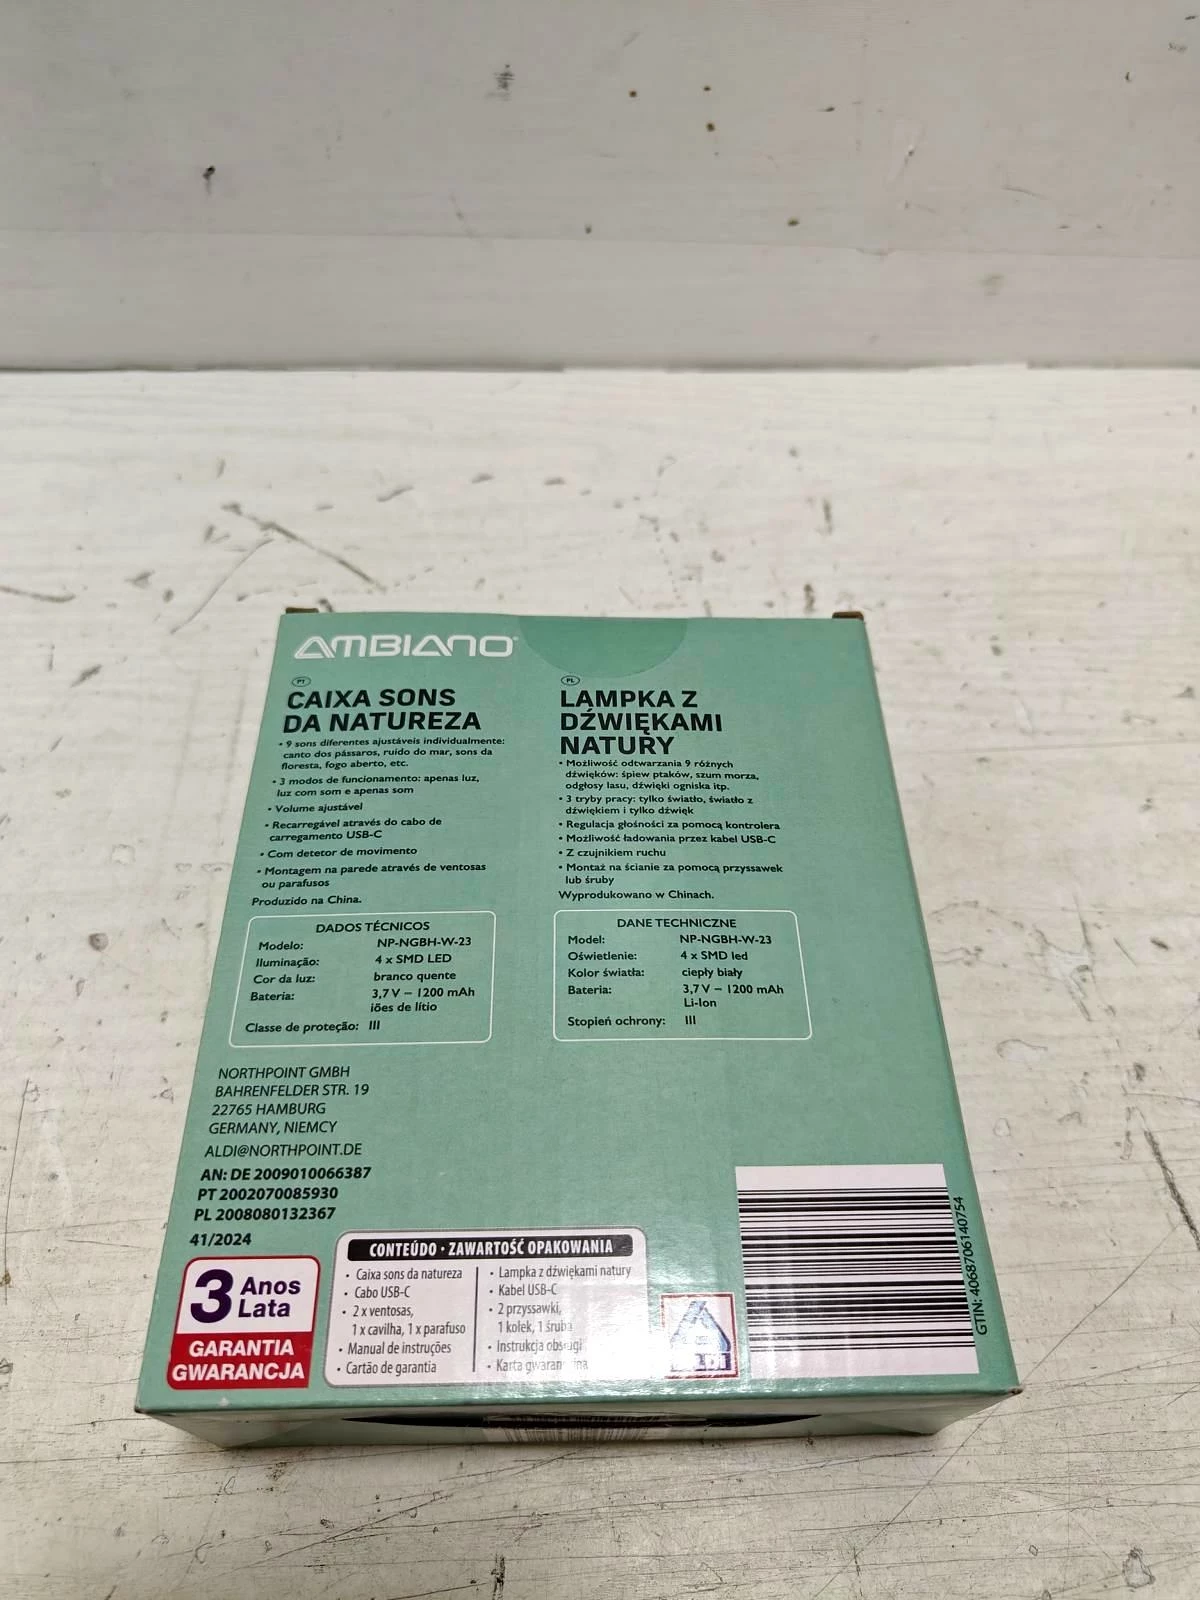 AMBIANO
PT
CAIXA SONS
DA NATUREZA
• 9 sons diferentes ajustáveis individualmente:
canto dos pássaros, ruído do mar, sons da
floresta, fogo aberto, etc.
• 3 modos de funcionamento: apenas luz,
luz com som e apenas som
• Volume ajustável
• Recarregável através do cabo de
carregamento USB-C
• Com detetor de movimento
• Montagem na parede através de ventosas
ou parafusos
Produzido na China.
DADOS TÉCNICOS
Modelo: NP-NGBH-W-23
Iluminação: 4 x SMD LED
Cor da luz: branco quente
Bateria: 3,7 V – 1200 mAh
iões de lítio
Classe de proteção: III
PL
LAMPKA Z
DŹWIĘKAMI
NATURY
• Możliwość odtwarzania 9 różnych
dźwięków: śpiew ptaków, szum morza,
odgłosy lasu, dźwięki ogniska itp.
• 3 tryby pracy: tylko światło, światło z
dźwiękiem i tylko dźwięk
• Regulacja głośności za pomocą kontrolera
• Możliwość ładowania przez kabel USB-C
• Z czujnikiem ruchu
• Montaż na ścianie za pomocą przyssawek
lub śruby
Wyprodukowano w Chinach.
DANE TECHNICZNE
Model: NP-NGBH-W-23
Oświetlenie: 4 x SMD led
Kolor światła: ciepły biały
Bateria: 3,7 V – 1200 mAh
Li-Ion
Stopień ochrony: III
NORTHPOINT GMBH
BAHRENFELDER STR. 19
22765 HAMBURG
GERMANY, NIEMCY
ALDI@NORTHPOINT.DE
AN: DE 2009010066387
PT 2002070085930
PL 2008080132367
41/2024
3 Anos
Lata
GARANTIA
GWARANCJA
CONTEÚDO • ZAWARTOŚĆ OPAKOWANIA
• Caixa sons da natureza
• Cabo USB-C
• 2 x ventosas,
1 x cavilha, 1 x parafuso
• Manual de instruções
• Cartão de garantia
• Lampka z dźwiękami natury
• Kabel USB-C
• 2 przyssawki,
1 kołek, 1 śruba
• Instrukcja obsługi
• Karta gwarancyjna
ALDI
GTIN: 4068706140754